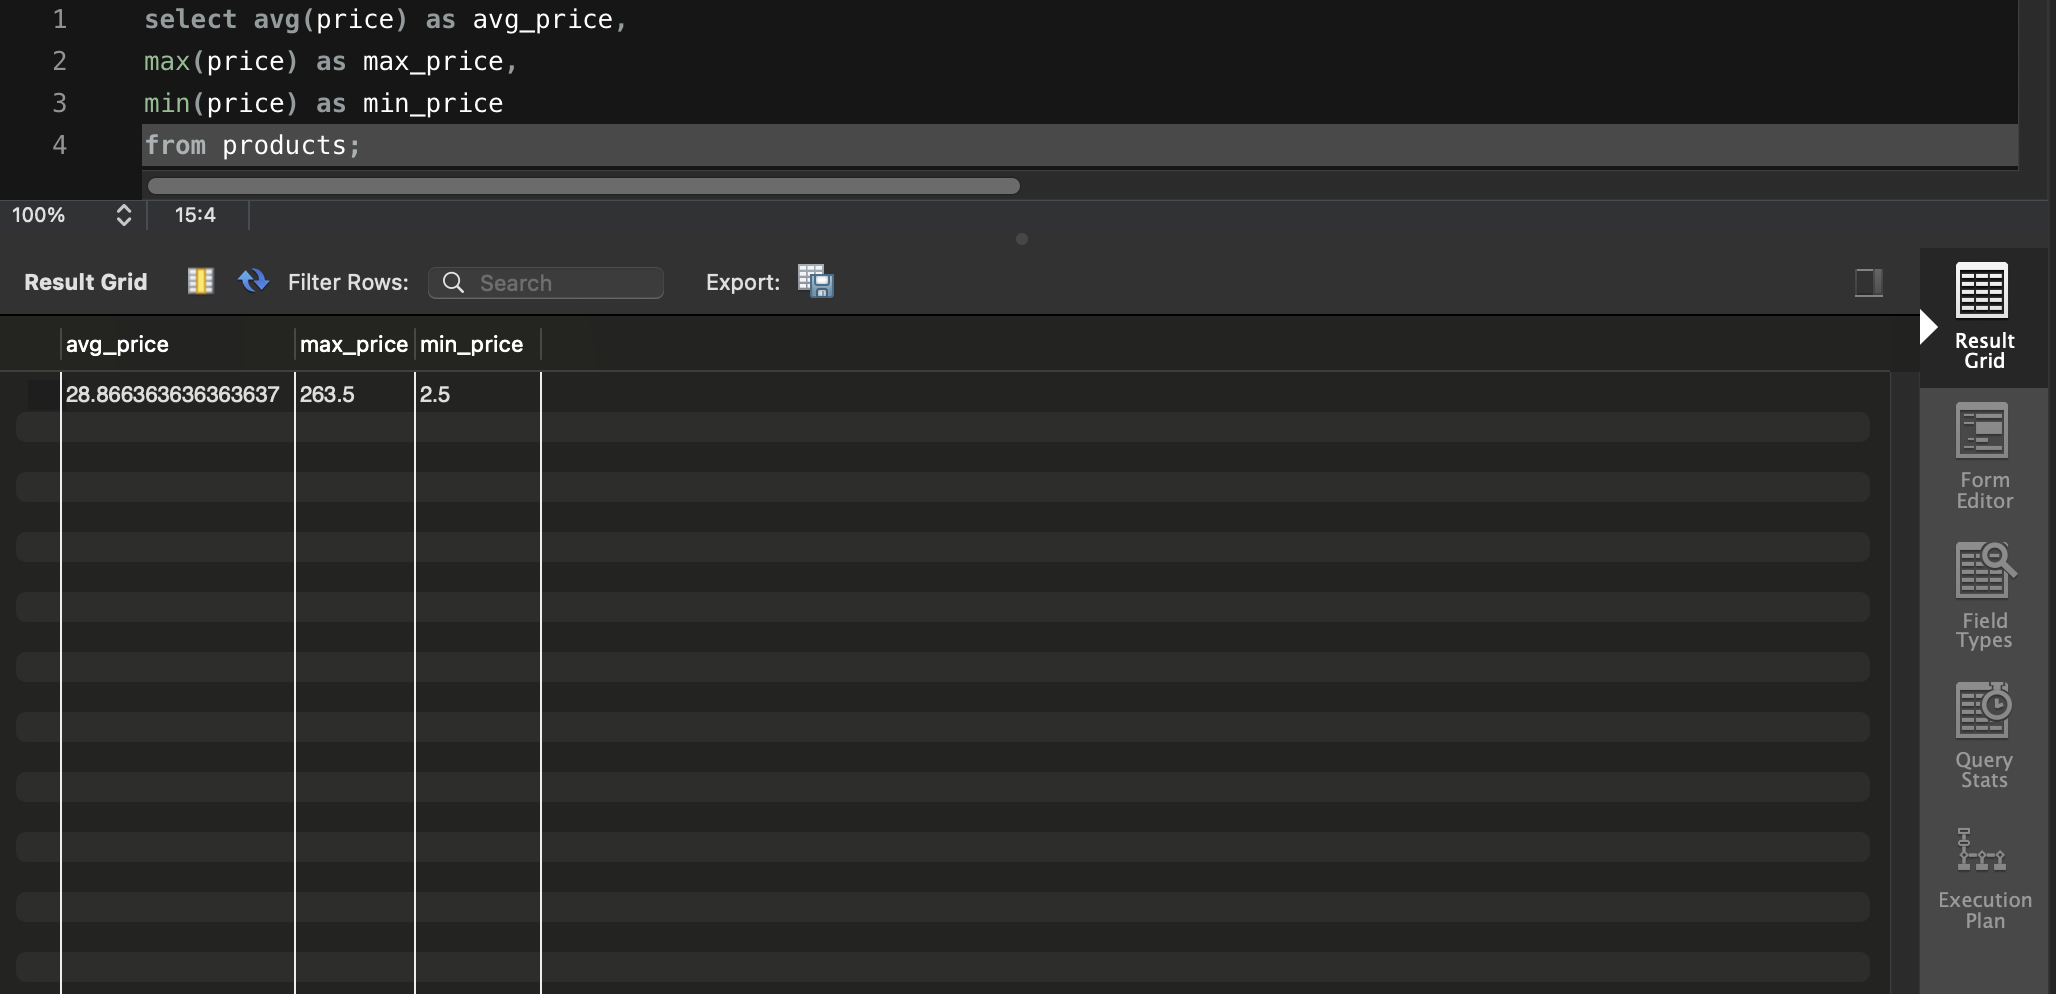 1 select avg(price) as avg_price,
2 max(price) as max_price,
3 min(price) as min_price
4 from products;
100% 15:4
Result Grid Filter Rows: Search Export:
avg_price max_price min_price
28.866363636363637 263.5 2.5
Result
Grid
Form
Editor
Field
Types
Query
Stats
Execution
Plan